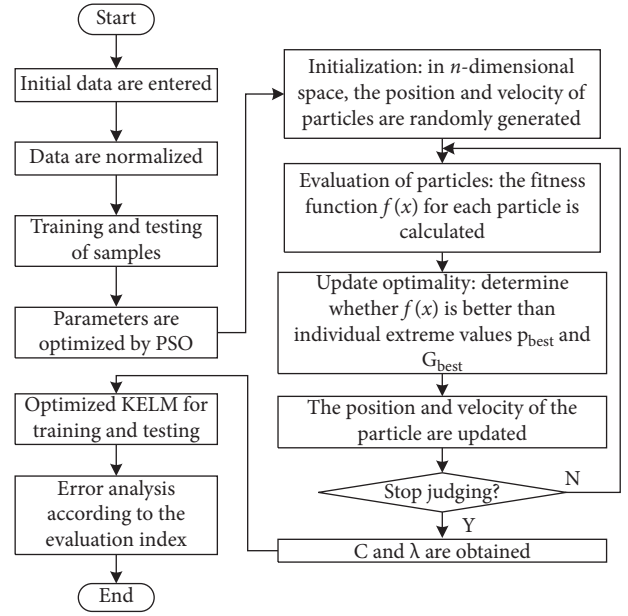 Start
Initial data are entered
Data are normalized
Training and testing
of samples
Parameters are
optimized by PSO
Initialization: in n-dimensional
space, the position and velocity of
particles are randomly generated
Evaluation of particles: the fitness
function f (x) for each particle is
calculated
Update optimality: determine
whether f (x) is better than
individual extreme values pbest and
Gbest
The position and velocity of the
particle are updated
Stop judging?
N
Y
C and λ are obtained
Optimized KELM for
training and testing
Error analysis
according to the
evaluation index
End